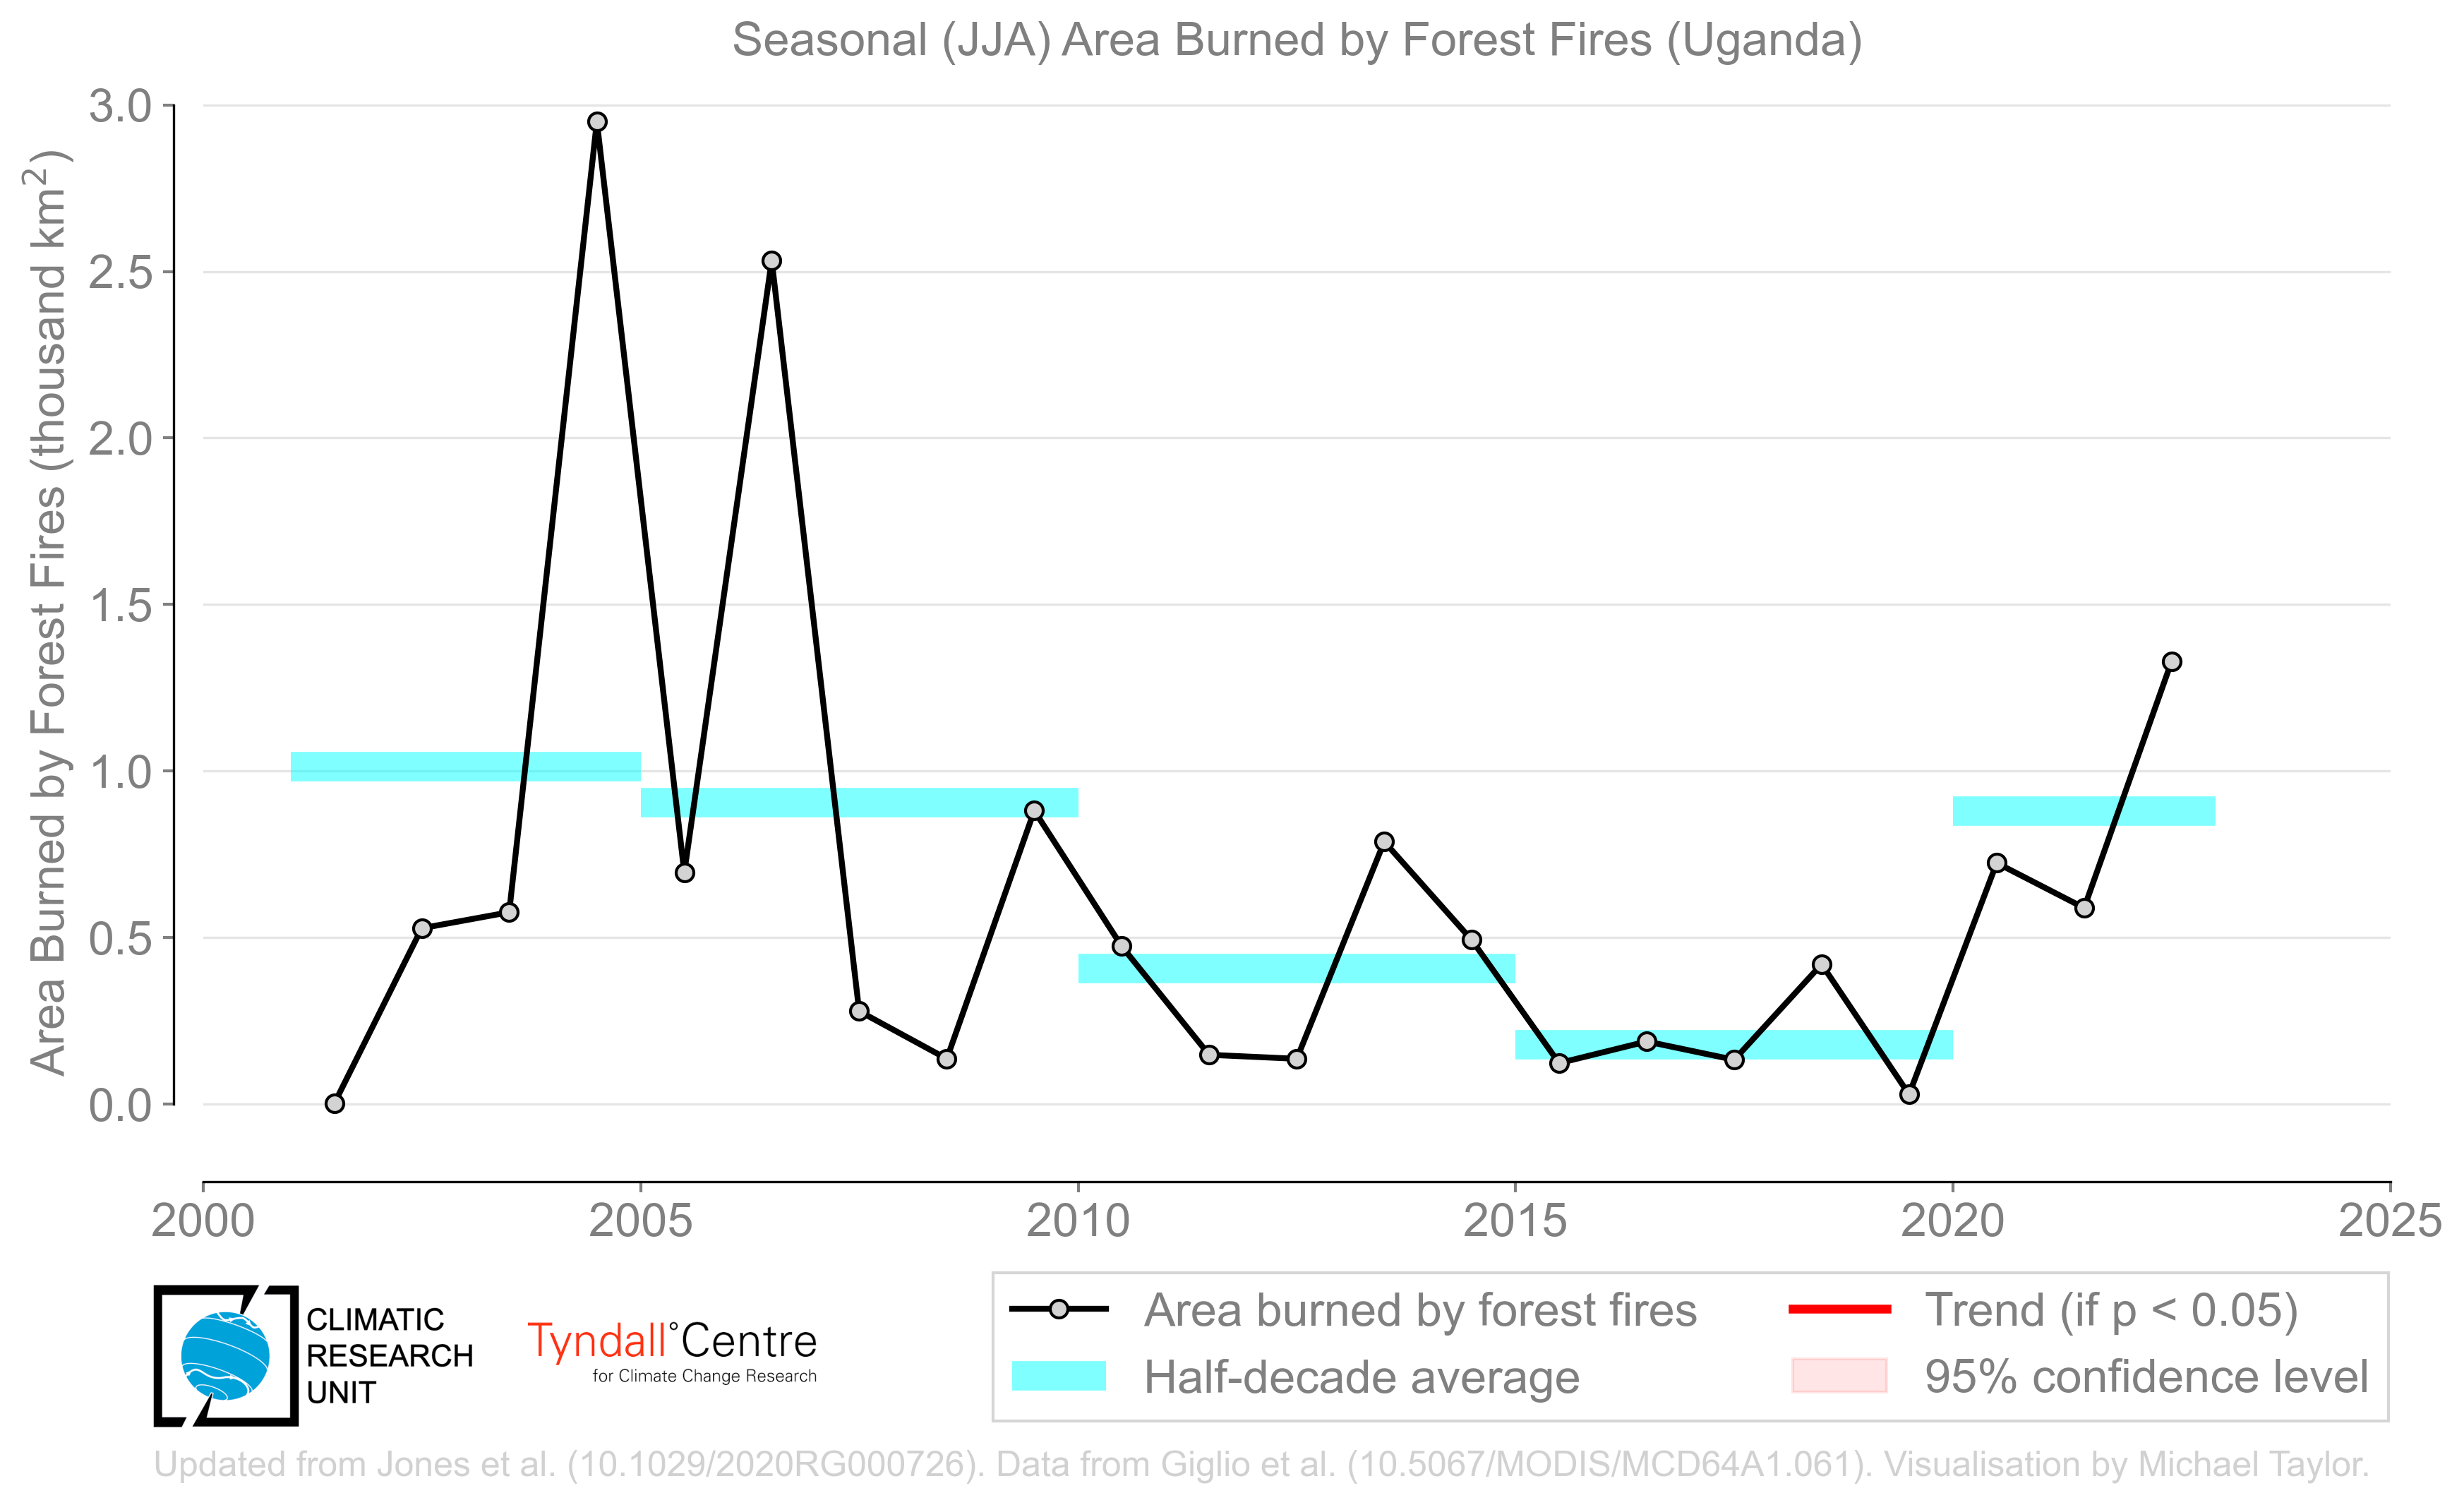 Seasonal (JJA) Area Burned by Forest Fires (Uganda)
Area Burned by Forest Fires (thousand km²)
3.0
2.5
2.0
1.5
1.0
0.5
0.0
2000 2005 2010 2015 2020 2025
CLIMATIC
RESEARCH
UNIT
Tyndall°Centre
for Climate Change Research
Area burned by forest fires
Half-decade average
Trend (if p < 0.05)
95% confidence level
Updated from Jones et al. (10.1029/2020RG000726). Data from Giglio et al. (10.5067/MODIS/MCD64A1.061). Visualisation by Michael Taylor.